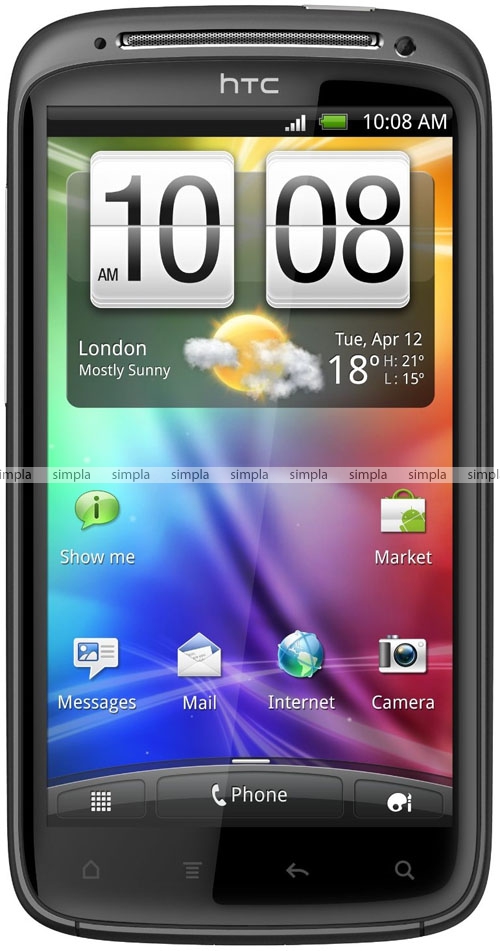 hTC
10:08 AM
10 08
AM
London
Mostly Sunny
Tue, Apr 12
18° H: 21°
L: 15°
simpla simpla simpla simpla simpla simpla simpla simpla simpla
Show me
Market
Messages
Mail
Internet
Camera
Phone